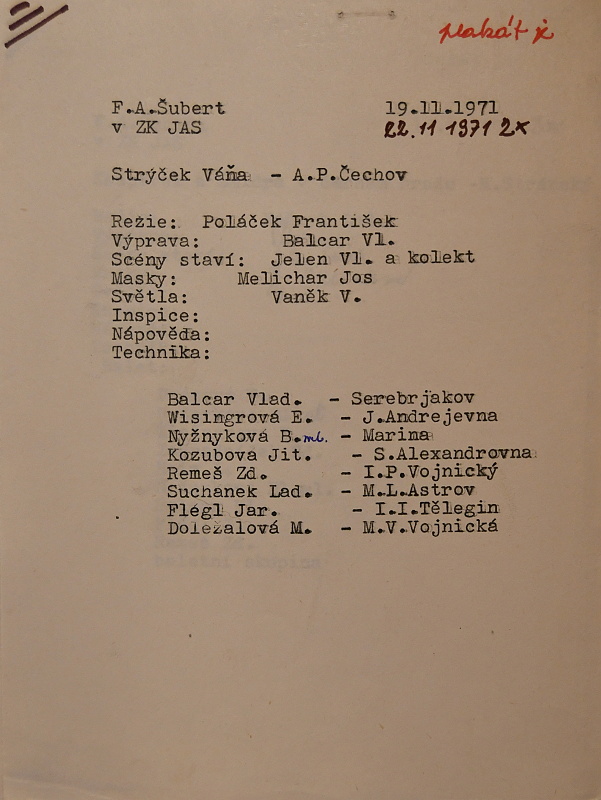 plakát je
F.A.Šubert 19.11.1971
v ZK JAS 22.11 1971 2x
Strýček Váňa - A.P.Čechov
Režie: Poláček František
Výprava: Balcar Vl.
Scény staví: Jelen Vl. a kolekt
Masky: Melichar Jos
Světla: Vaněk V.
Inspice:
Nápověda:
Technika:
Balcar Vlad. - Serebrjakov
Wisingrová E. - J.Andrejevna
Nyžnyková B.ml. - Marina
Kozubová Jit. - S.Alexandrovna
Remeš Zd. - I.P.Vojnický
Suchanek Lad. - M.L.Astrov
Flégl Jar. - I.I.Tělegin
Doležalová M. - M.V.Vojnická